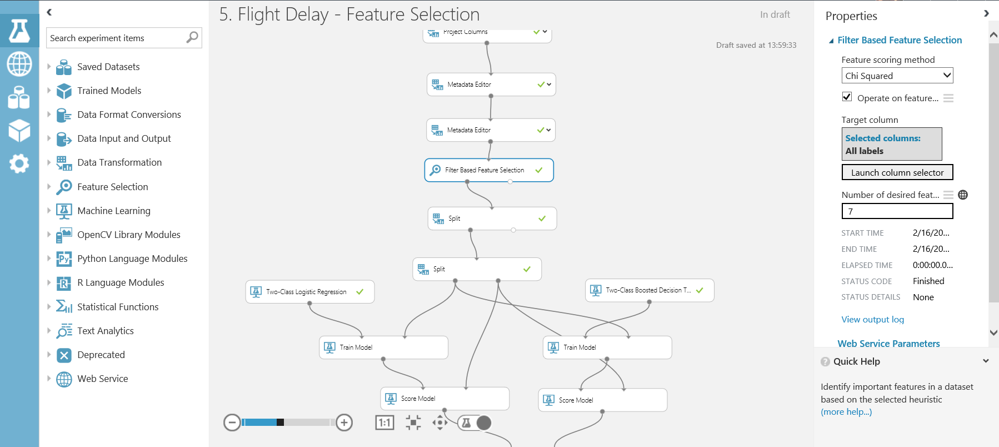 5. Flight Delay - Feature Selection
In draft
Draft saved at 13:59:33
Search experiment items
Saved Datasets
Trained Models
Data Format Conversions
Data Input and Output
Data Transformation
Feature Selection
Machine Learning
OpenCV Library Modules
Python Language Modules
R Language Modules
Statistical Functions
Text Analytics
Deprecated
Web Service
Project Columns
Metadata Editor
Metadata Editor
Filter Based Feature Selection
Split
Split
Two-Class Logistic Regression
Two-Class Boosted Decision T...
Train Model
Train Model
Score Model
Score Model
1:1
Properties
Filter Based Feature Selection
Feature scoring method
Chi Squared
Operate on feature...
Target column
Selected columns:
All labels
Launch column selector
Number of desired feat...
7
START TIME 2/16/20...
END TIME 2/16/20...
ELAPSED TIME 0:00:00.0...
STATUS CODE Finished
STATUS DETAILS None
View output log
Web Service Parameters
Quick Help
Identify important features in a dataset
based on the selected heuristic
(more help...)